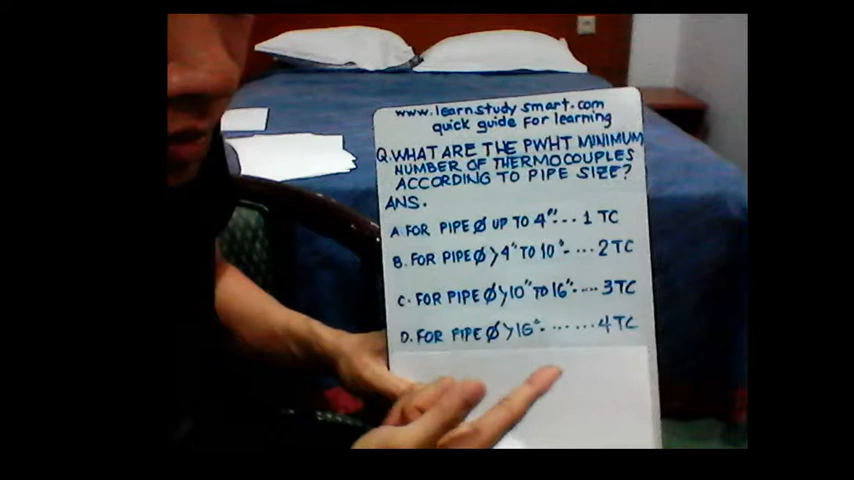 www.learnstudysmart.com
quick guide for learning
Q. WHAT ARE THE PWHT MINIMUM
NUMBER OF THERMOCOUPLES
ACCORDING TO PIPE SIZE?
ANS.
A. FOR PIPE Ø UP TO 4"--- 1 TC
B. FOR PIPE Ø > 4" TO 10"- --- 2 TC
C. FOR PIPE Ø > 10" TO 16"- ---- 3 TC
D. FOR PIPE Ø > 16"- ------ 4 TC